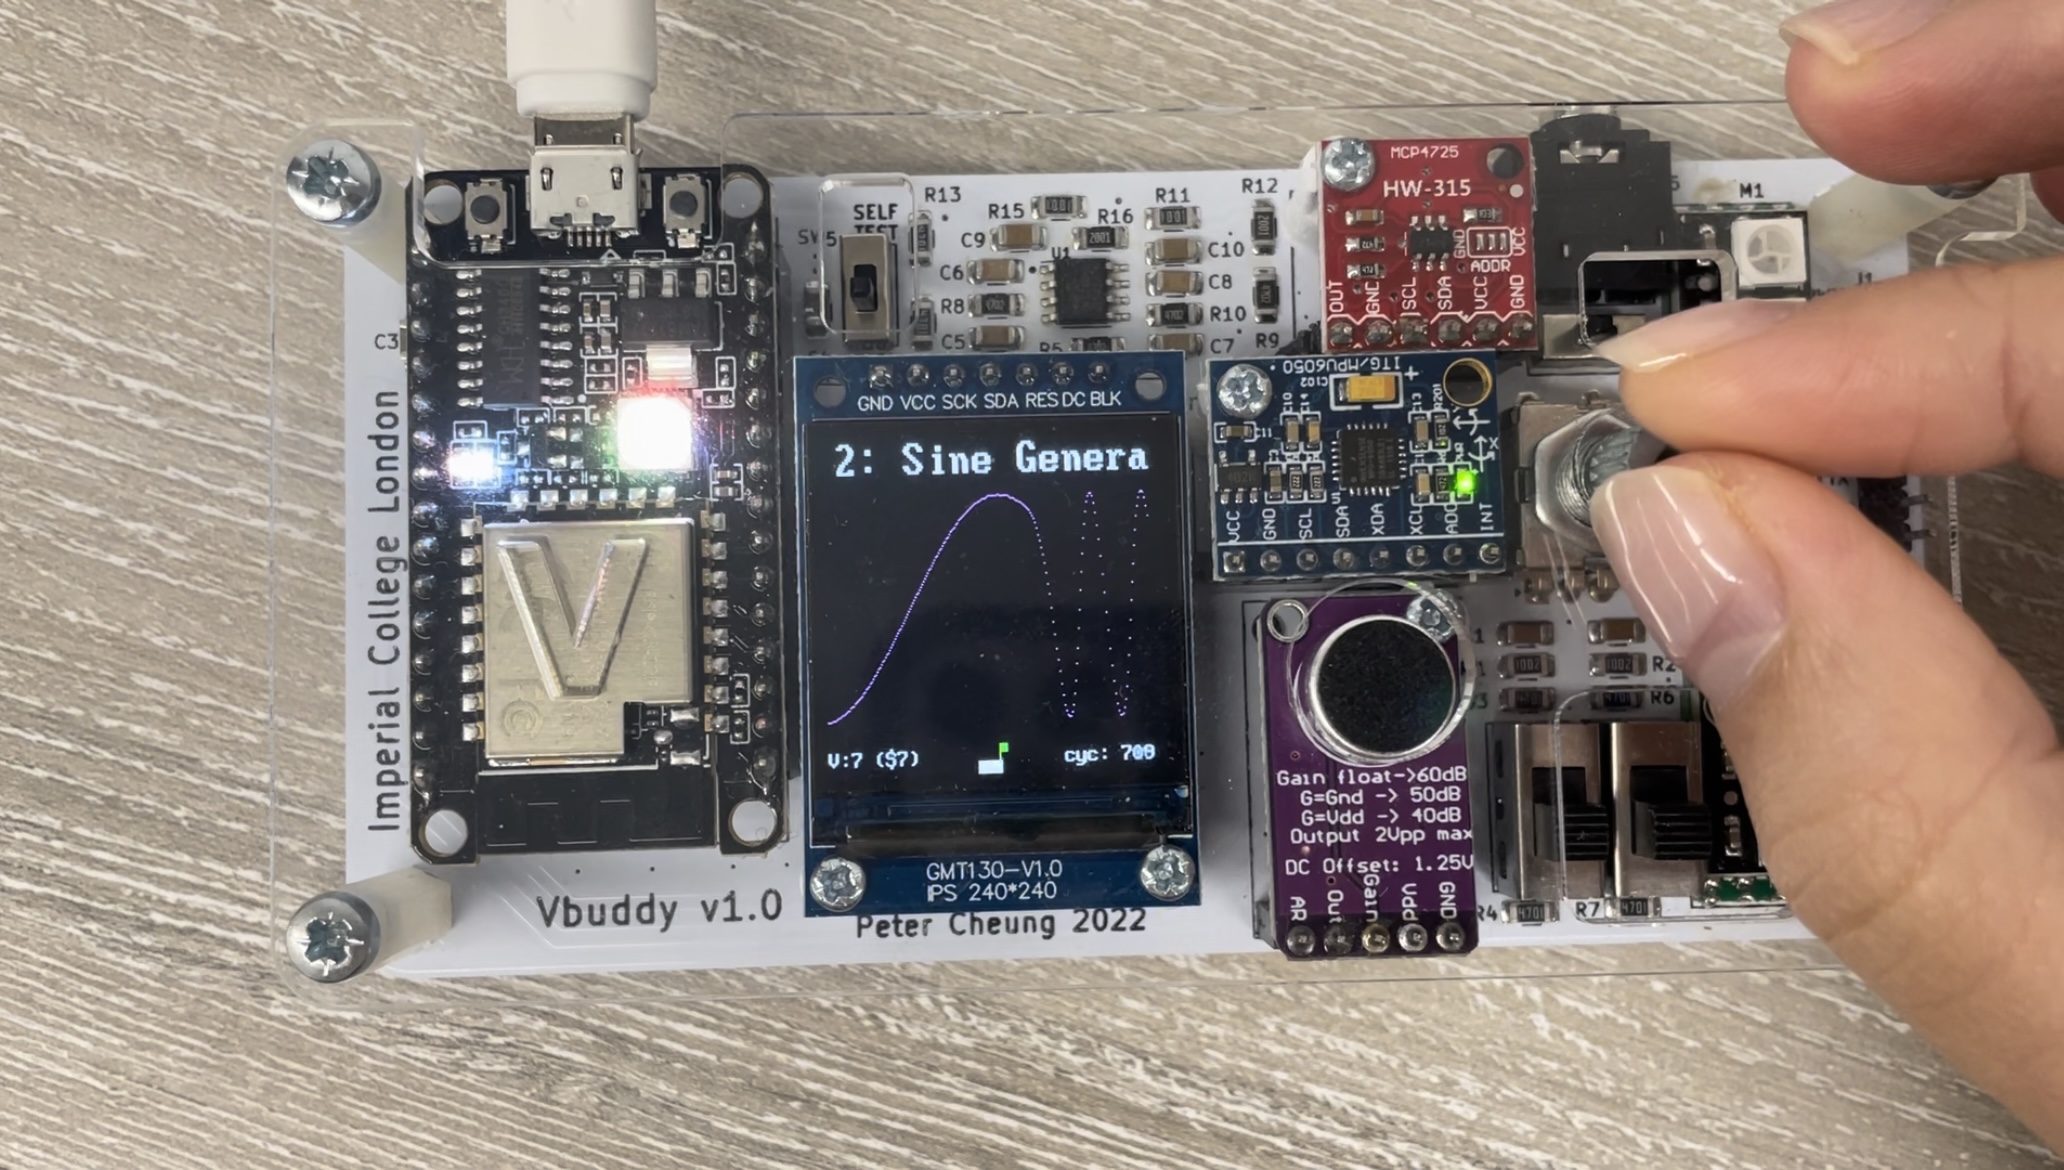 Imperial College London
C3
SELF
TEST
R13
R15
R16
R11
R12
C9
U1
C10
C6
C8
R8
R10
C5
R5
C7
R9
MCP4725
HW-315
GND
VCC
ADDR
OUT
GND
SCL
SDA
VCC
GND
M1
GND VCC SCK SDA RES DC BLK
2: Sine Genera
V:7 ($7)
cyc: 700
GMT130-V1.0
IPS 240*240
ITG/MPU6050
C102
VCC
GND
SCL
SDA
XDA
XCL
ADO
INT
Gain float->60dB
G=Gnd -> 50dB
G=Vdd -> 40dB
Output 2Vpp max
DC Offset: 1.25V
AR
Out
Gain
Vdd
GND
R6
R4
R7
Vbuddy v1.0
Peter Cheung 2022